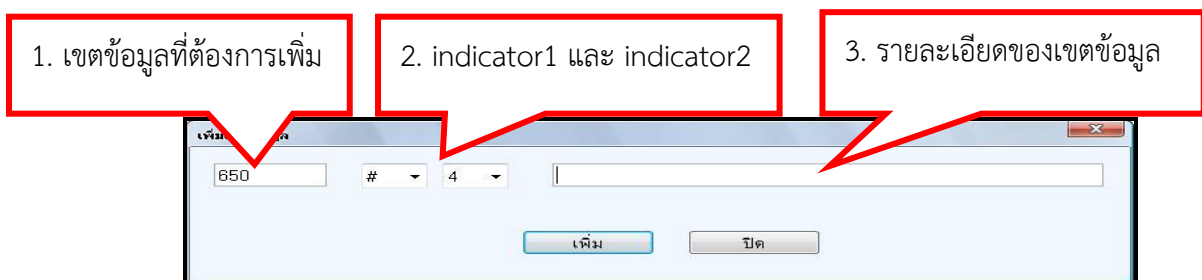 1. เขตข้อมูลที่ต้องการเพิ่ม
2. indicator1 และ indicator2
3. รายละเอียดของเขตข้อมูล
650
#
4
เพิ่ม
ปิด